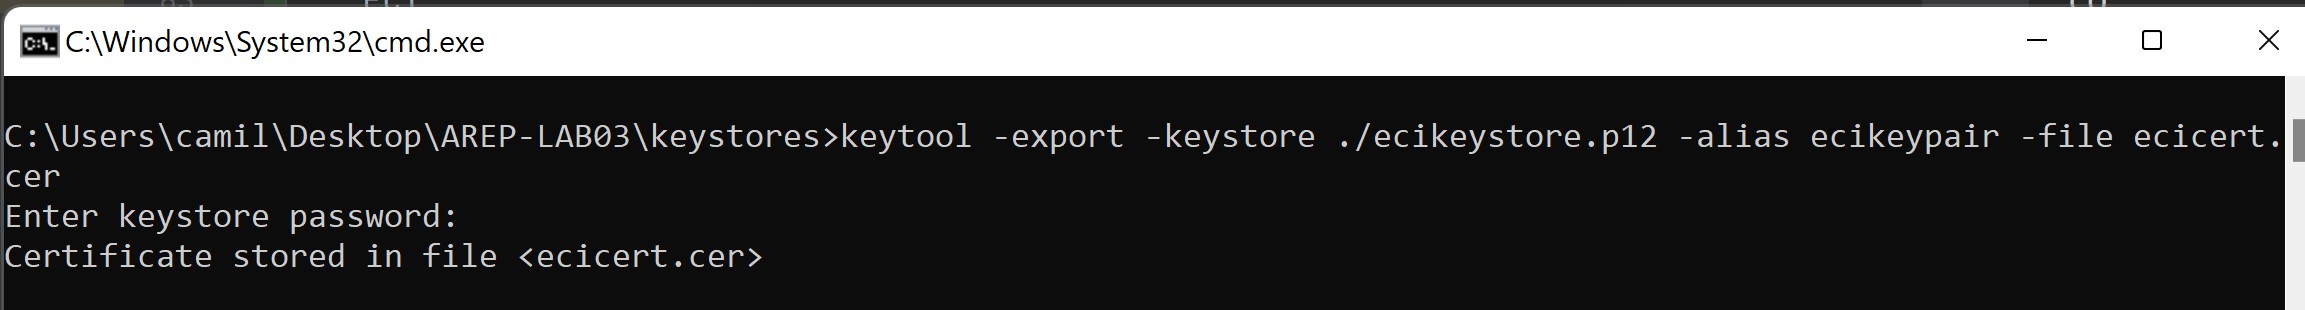 C:\Windows\System32\cmd.exe
C:\Users\camil\Desktop\AREP-LAB03\keystores>keytool -export -keystore ./ecikeystore.p12 -alias ecikeypair -file ecicert.
cer
Enter keystore password:
Certificate stored in file <ecicert.cer>